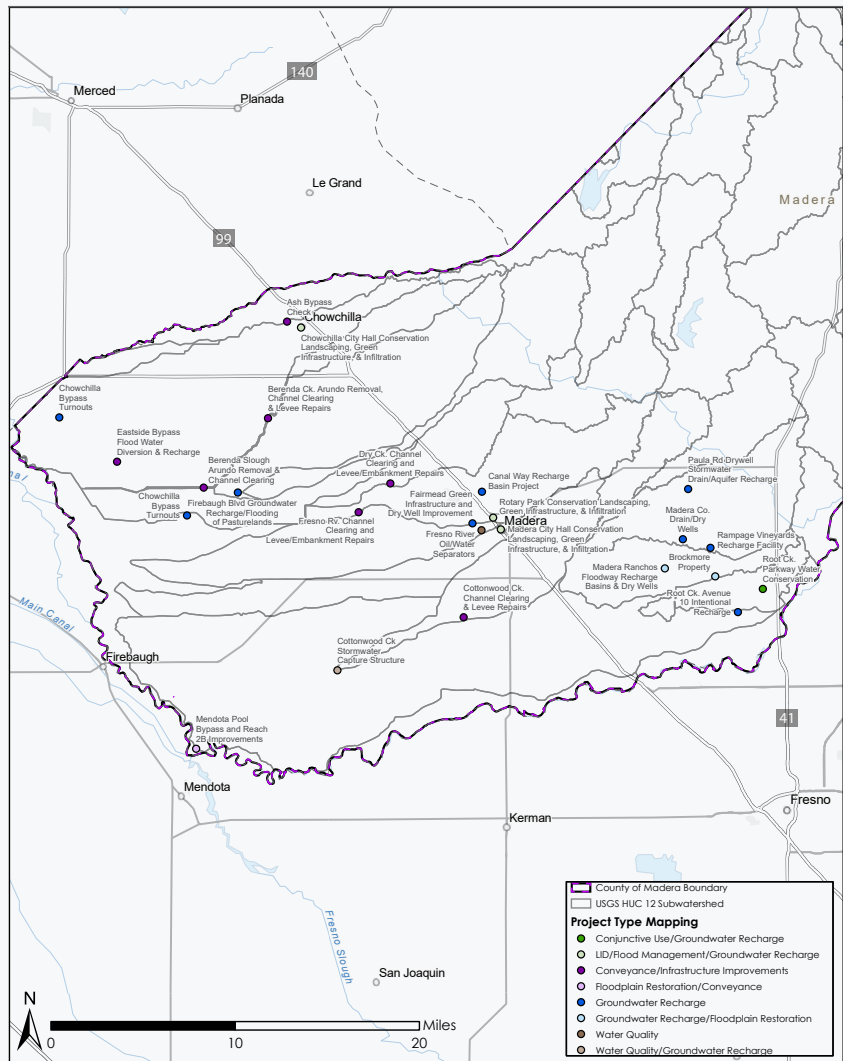 140
Merced
Planada
Le Grand
Madera
99
Ash Bypass
Check
Chowchilla
Chowchilla City Hall Conservation
Landscaping, Green
Infrastructure, & Infiltration
Chowchilla
Bypass
Turnouts
Berenda Ck. Arundo Removal,
Channel Clearing
& Levee Repairs
Eastside Bypass
Flood Water
Diversion & Recharge
Berenda Slough
Arundo Removal &
Channel Clearing
Dry Ck. Channel
Clearing and
Levee/Embankment Repairs
Canal Way Recharge
Basin Project
Paula Rd Drywell
Stormwater
Drain/Aquifer Recharge
Chowchilla
Bypass
Turnouts
Firebaugh Blvd Groundwater
Recharge/Flooding
of Pasturelands
Fresno Rv. Channel
Clearing and
Levee/Embankment Repairs
Fairmead Green
Infrastructure and
Dry Well Improvement
Rotary Park Conservation Landscaping,
Green Infrastructure, & Infiltration
Madera
Madera City Hall Conservation
Landscaping, Green
Infrastructure, & Infiltration
Fresno River
Oil/Water
Separators
Madera Co.
Drain/Dry
Wells
Rampage Vineyards
Recharge Facility
Brockmore
Property
Root Ck.
Parkway Water
Conservation
Madera Ranchos
Floodway Recharge
Basins & Dry Wells
Root Ck. Avenue
10 Intentional
Recharge
Cottonwood Ck.
Channel Clearing
& Levee Repairs
Cottonwood Ck
Stormwater
Capture Structure
Main Canal
Firebaugh
Mendota Pool
Bypass and Reach
2B Improvements
Mendota
41
Fresno
Kerman
Fresno Slough
San Joaquin
County of Madera Boundary
USGS HUC 12 Subwatershed
Project Type Mapping
Conjunctive Use/Groundwater Recharge
LID/Flood Management/Groundwater Recharge
Conveyance/Infrastructure Improvements
Floodplain Restoration/Conveyance
Groundwater Recharge
Groundwater Recharge/Floodplain Restoration
Water Quality
Water Quality/Groundwater Recharge
N
Miles
0 10 20